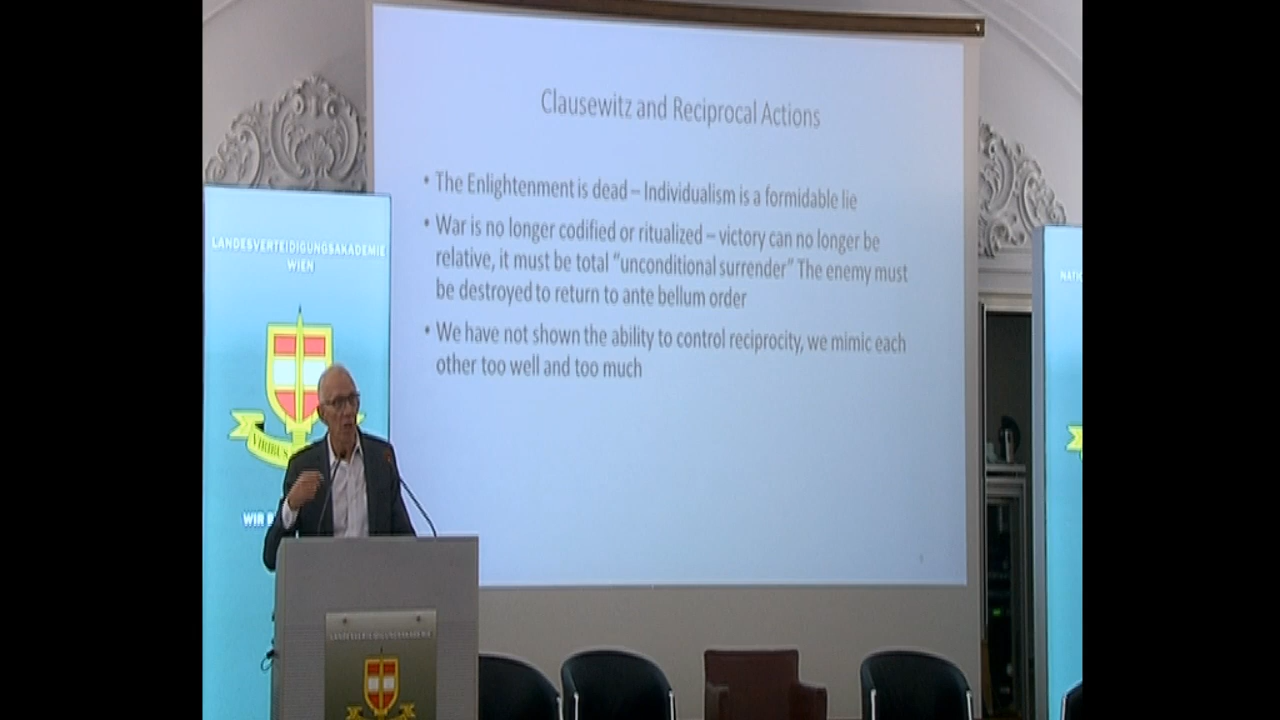 Clausewitz and Reciprocal Actions
• The Enlightenment is dead – Individualism is a formidable lie
• War is no longer codified or ritualized – victory can no longer be
relative, it must be total “unconditional surrender” The enemy must
be destroyed to return to ante bellum order
• We have not shown the ability to control reciprocity, we mimic each
other too well and too much
LANDESVERTEIDIGUNGSAKADEMIE
WIEN
VIRIBUS
WIR
LANDESVERTEIDIGUNGSAKADEMIE